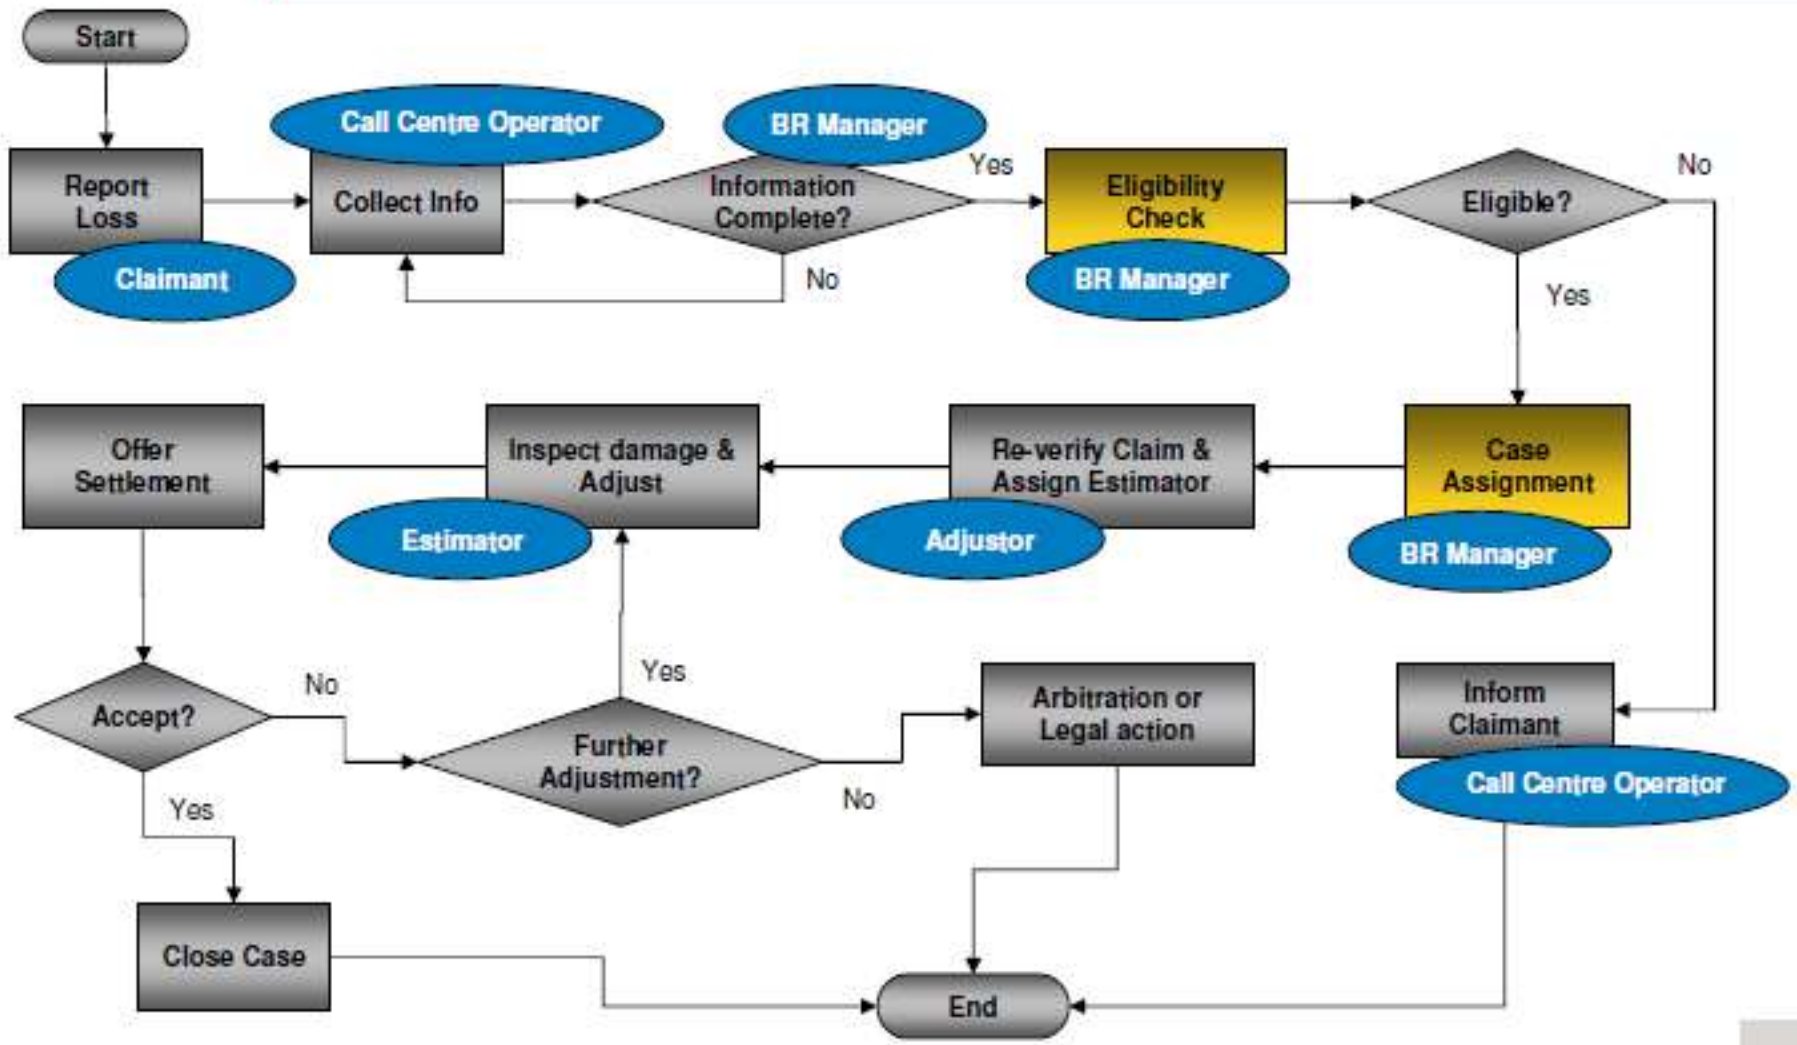 Start
Call Centre Operator
BR Manager
Report
Loss
Claimant
Collect Info
Information
Complete?
Yes
No
Eligibility
Check
BR Manager
Eligible?
No
Yes
Offer
Settlement
Inspect damage &
Adjust
Estimator
Re-verify Claim &
Assign Estimator
Adjustor
Case
Assignment
BR Manager
Accept?
No
Yes
Further
Adjustment?
Yes
No
Arbitration or
Legal action
Inform
Claimant
Call Centre Operator
Close Case
End